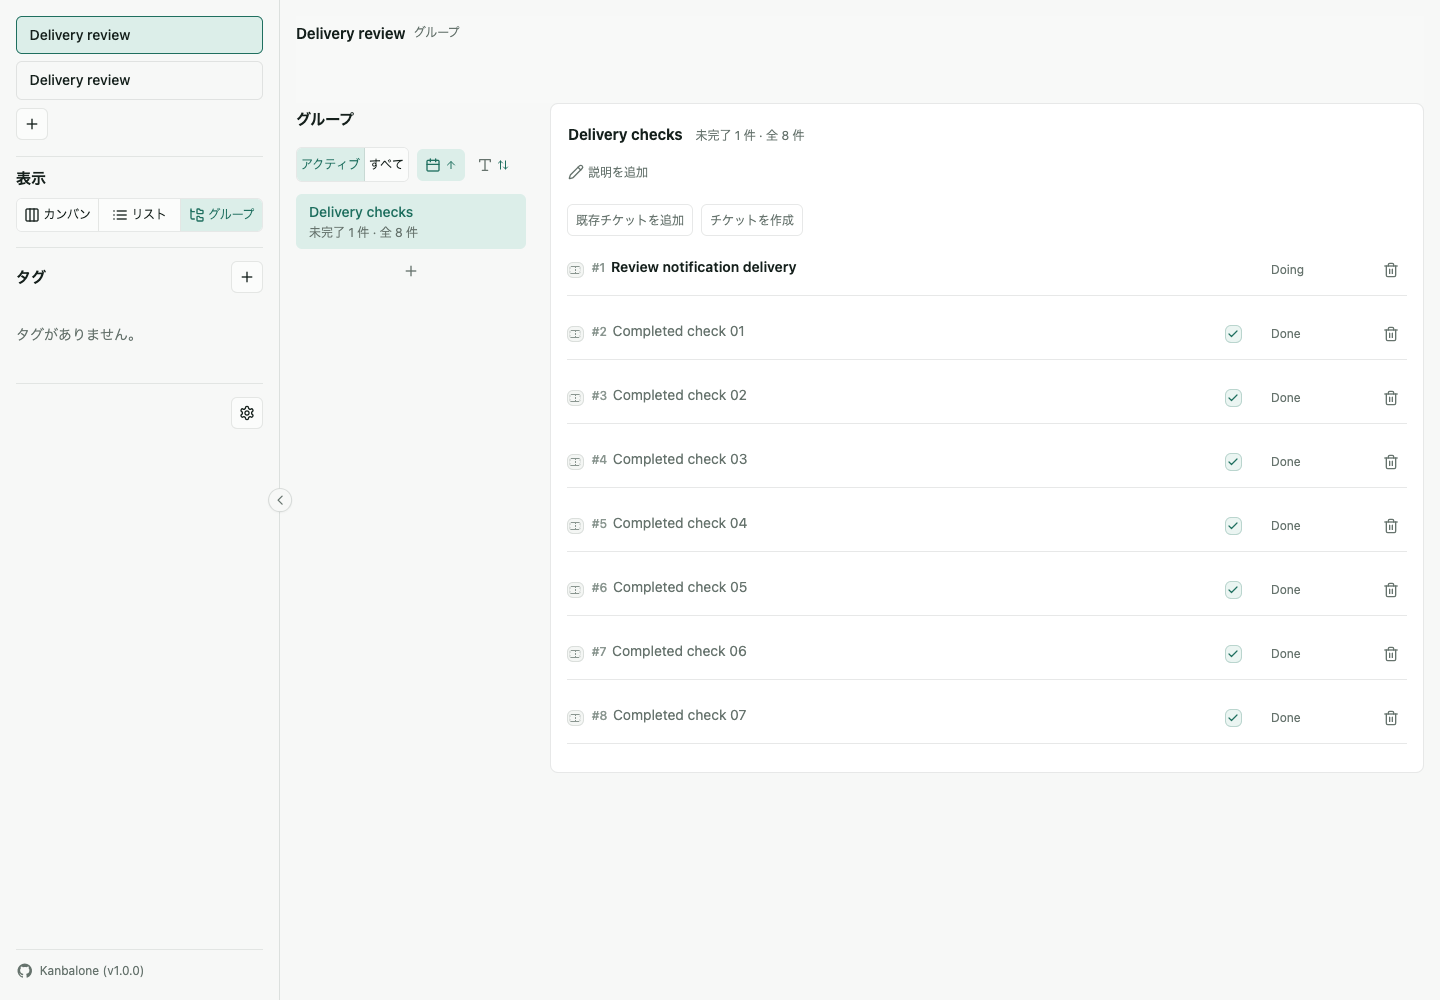 Delivery review
Delivery review
表示
カンバン
リスト
グループ
タグ
タグがありません。
Kanbalone (v1.0.0)
Delivery review グループ
グループ
アクティブ
すべて
Delivery checks
未完了 1 件 · 全 8 件
Delivery checks 未完了 1 件 · 全 8 件
説明を追加
既存チケットを追加
チケットを作成
#1 Review notification delivery Doing
#2 Completed check 01 Done
#3 Completed check 02 Done
#4 Completed check 03 Done
#5 Completed check 04 Done
#6 Completed check 05 Done
#7 Completed check 06 Done
#8 Completed check 07 Done